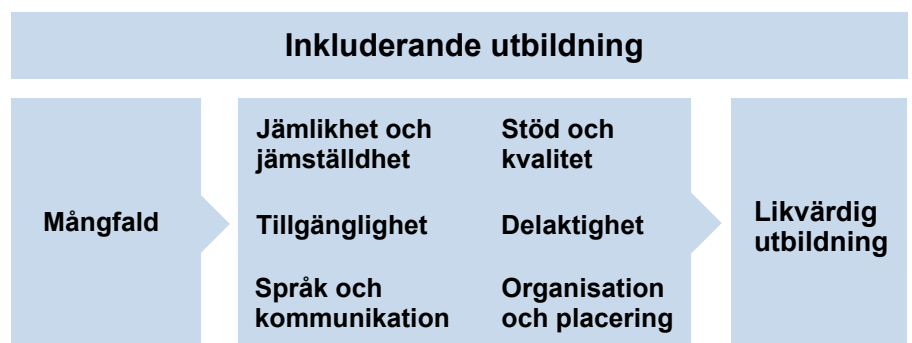 Inkluderande utbildning
Mångfald
Jämlikhet och
jämställdhet
Tillgänglighet
Språk och
kommunikation
Stöd och
kvalitet
Delaktighet
Organisation
och placering
Likvärdig
utbildning